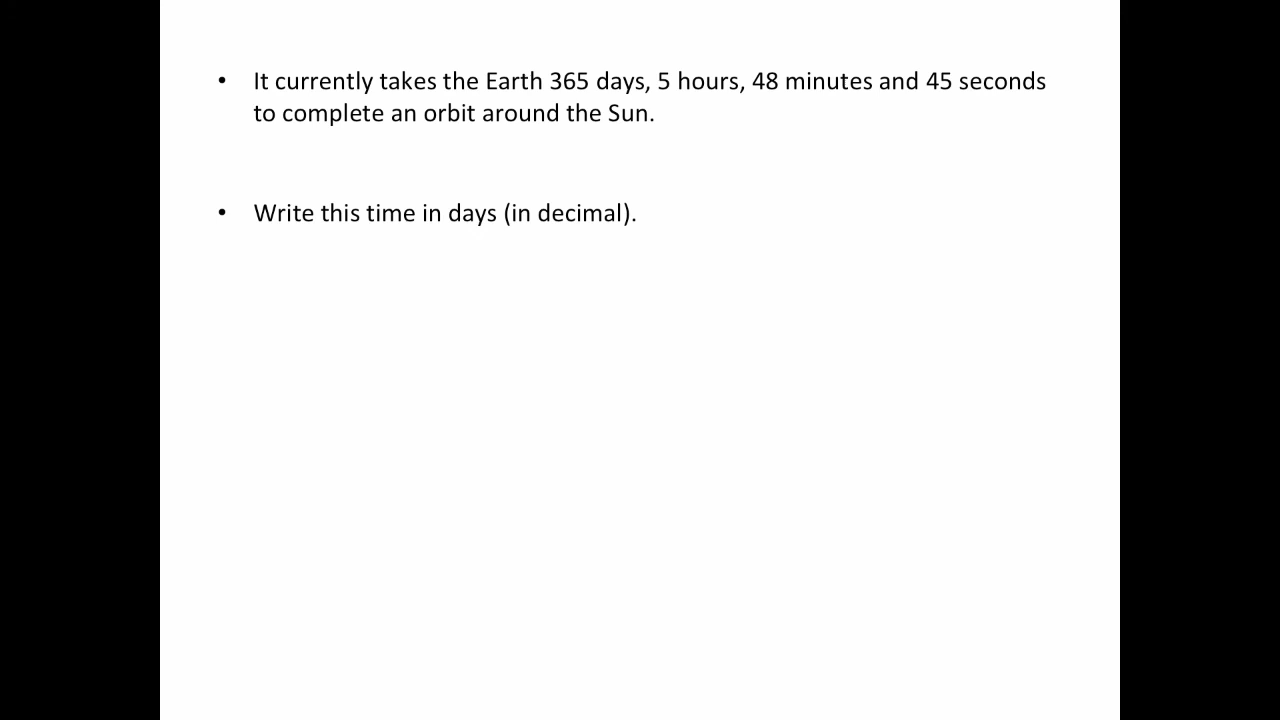 • It currently takes the Earth 365 days, 5 hours, 48 minutes and 45 seconds
to complete an orbit around the Sun.
• Write this time in days (in decimal).